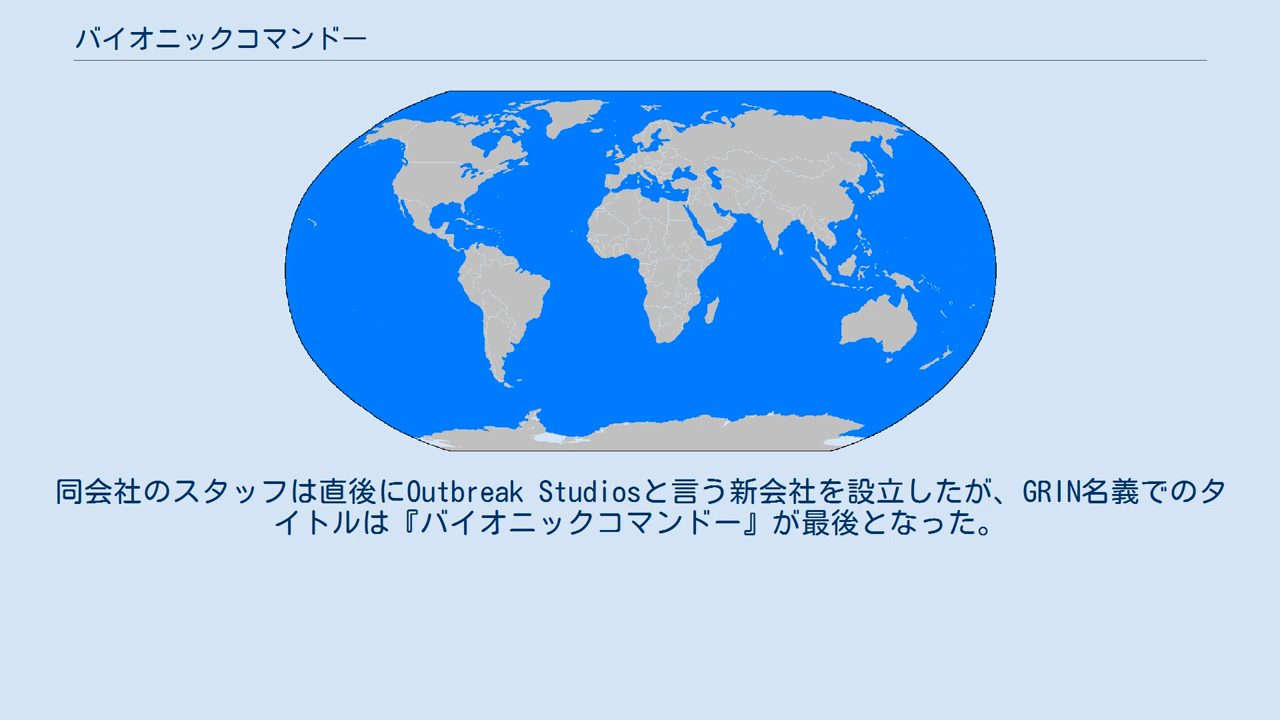 バイオニックコマンドー
同会社のスタッフは直後にOutbreak Studiosと言う新会社を設立したが、GRIN名義でのタ
イトルは『バイオニックコマンドー』が最後となった。